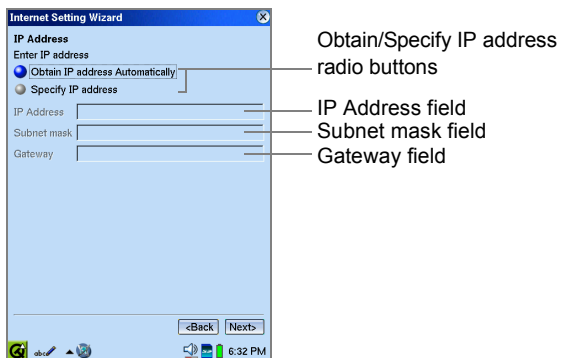 Internet Setting Wizard
IP Address
Enter IP address
Obtain IP address Automatically
Specify IP address
IP Address
Subnet mask
Gateway
<Back Next>
abc
6:32 PM
Obtain/Specify IP address
radio buttons
IP Address field
Subnet mask field
Gateway field